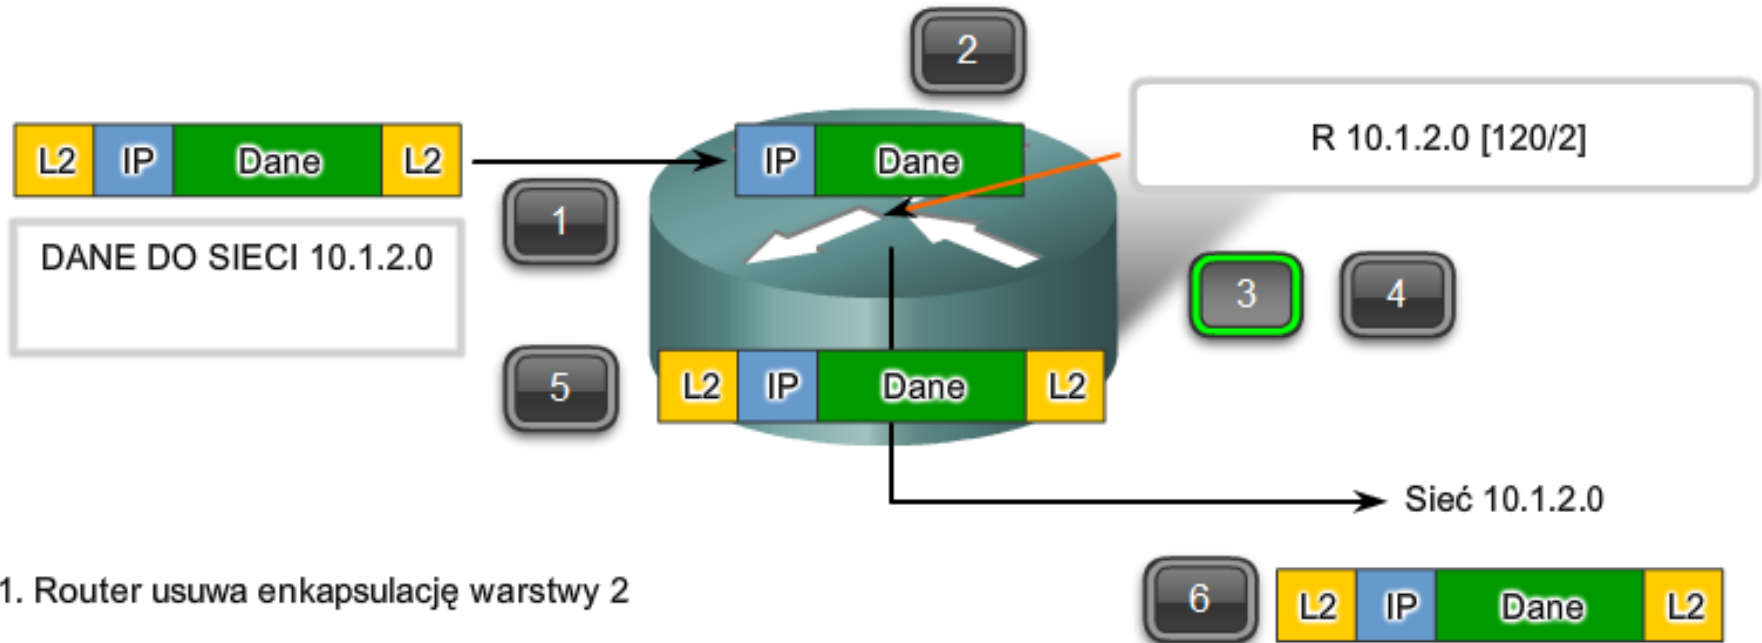 2
L2 IP Dane L2
IP Dane
R 10.1.2.0 [120/2]
1
DANE DO SIECI 10.1.2.0
3
4
5
L2 IP Dane L2
Sieć 10.1.2.0
1. Router usuwa enkapsulację warstwy 2
6
L2 IP Dane L2